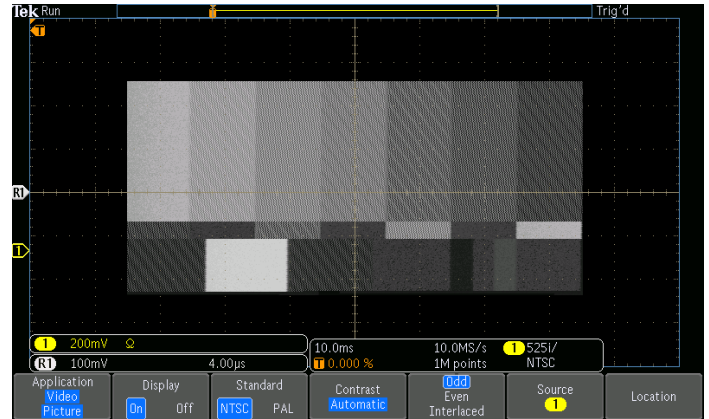 Tek Run Trig'd
T
R1
1
1 200mV Ω
R1 100mV 4.00µs
10.0ms 10.0MS/s
T 0.000 % 1M points
1 525i/
NTSC
Application
Video
Picture
Display
On Off
Standard
NTSC PAL
Contrast
Automatic
Odd
Even
Interlaced
Source
1
Location